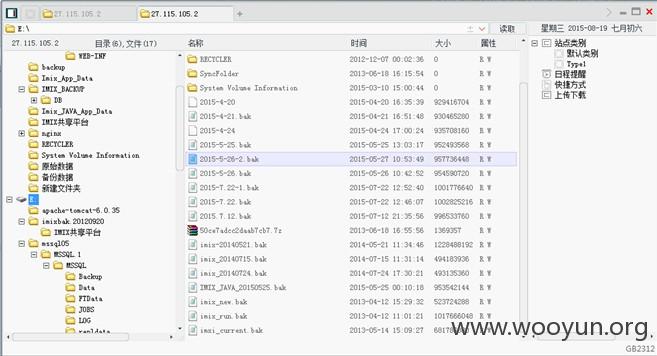 27.115.105.2
27.115.105.2
E:\
读取
星期三 2015-08-19 七月初六
27.115.105.2
目录(6),文件(17)
名称
时间
大小
属性
WEB-INF
backup
Imix_App_Data
IMIX_BACKUP
DB
Imix_JAVA_App_Data
IMIX共享平台
nginx
RECYCLER
System Volume Information
原始数据
备份数据
新建文件夹
E:
apache-tomcat-6.0.35
imixbak.20120920
IMIX共享平台
mssql05
MSSQL.1
MSSQL
Backup
Data
FTData
JOBS
LOG
repldata
RECYCLER 2012-12-07 00:02:36 0 R W
SyncFolder 2013-06-18 16:15:54 0 R W
System Volume Information 2015-03-10 15:00:44 0 R W
2015-4-20 2015-04-20 16:35:39 929416704 R W
2015-4-21.bak 2015-04-21 16:51:48 930465280 R W
2015-4-24 2015-04-24 17:00:24 935708160 R W
2015-5-25.bak 2015-05-25 13:03:17 952493568 R W
2015-5-26-2.bak 2015-05-27 10:53:49 957736448 R W
2015-5-26.bak 2015-05-26 10:42:52 954590720 R W
2015-7.22-1.bak 2015-07-22 12:52:40 1001776640 R W
2015-7.22.bak 2015-07-22 12:46:07 1002825216 R W
2015.7.12.bak 2015-07-12 21:35:56 996533760 R W
50ce7adcc2daab7cb7.7z 2013-06-18 16:55:56 1369357 R W
imix-20140521.bak 2014-05-21 11:34:46 1228488192 R W
imix_20140715.bak 2014-07-15 11:31:14 494183936 R W
imix_20140724.bak 2014-07-24 17:30:21 493135360 R W
IMIX_JAVA_20150525.bak 2015-05-25 00:10:18 953542144 R W
imix_new.bak 2013-04-12 15:29:32 523724288 R W
imix_run.bak 2013-04-12 11:01:21 1017666048 R W
imsi_current.bak 2013-05-14 15:09:27
站点类别
默认类别
Type1
日程提醒
快捷方式
上传下载
www.wooyun.org
GB2312